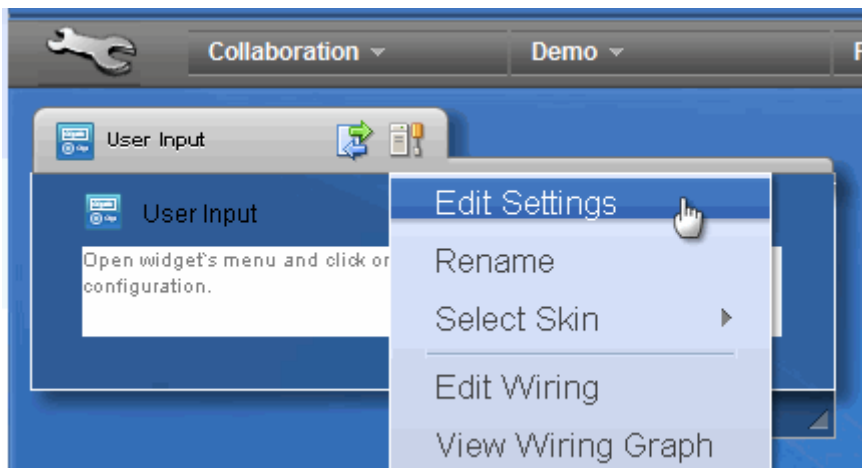 Collaboration
Demo
User Input
User Input
Open widget's menu and click or
configuration.
Edit Settings
Rename
Select Skin
Edit Wiring
View Wiring Graph